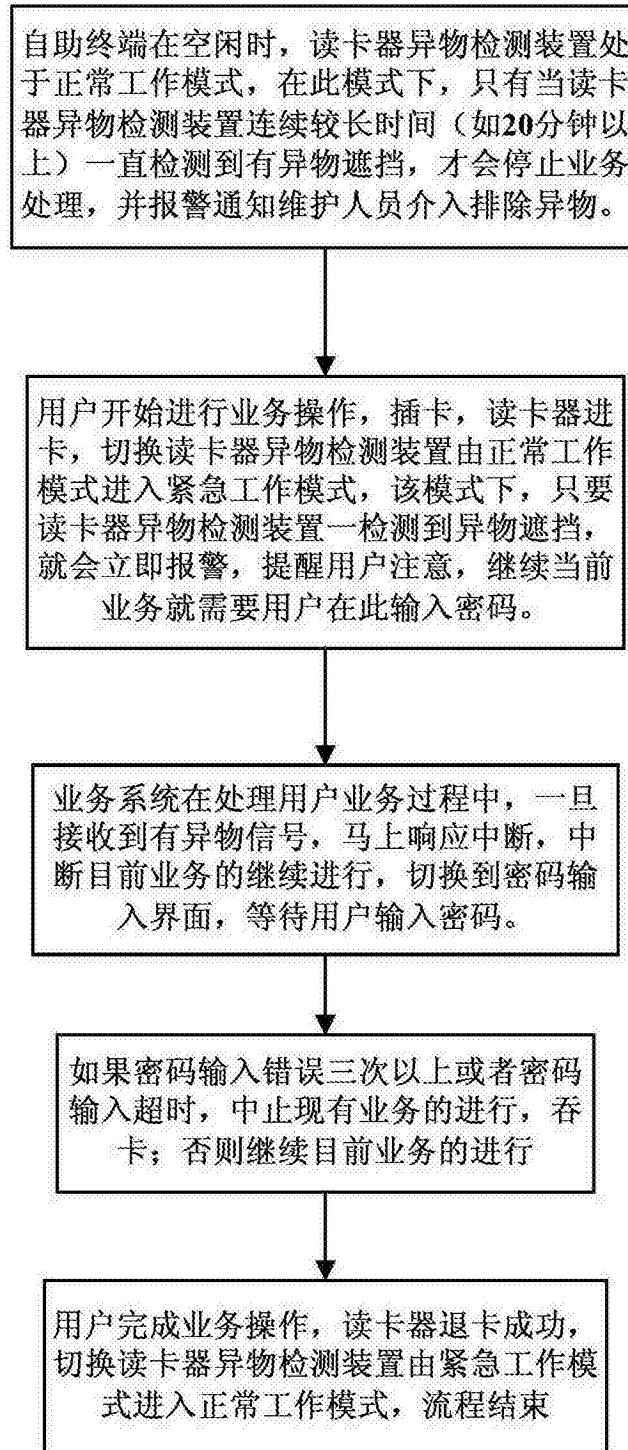 自助终端在空闲时，读卡器异物检测装置处
于正常工作模式，在此模式下，只有当读卡
器异物检测装置连续较长时间（如20分钟以
上）一直检测到有异物遮挡，才会停止业务
处理，并报警通知维护人员介入排除异物。
用户开始进行业务操作，插卡，读卡器进
卡，切换读卡器异物检测装置由正常工作
模式进入紧急工作模式，该模式下，只要
读卡器异物检测装置一检测到异物遮挡，
就会立即报警，提醒用户注意，继续当前
业务就需要用户在此输入密码。
业务系统在处理用户业务过程中，一旦
接收到有异物信号，马上响应中断，中
断目前业务的继续进行，切换到密码输
入界面，等待用户输入密码。
如果密码输入错误三次以上或者密码
输入超时，中止现有业务的进行，吞
卡；否则继续目前业务的进行
用户完成业务操作，读卡器退卡成功，
切换读卡器异物检测装置由紧急工作模
式进入正常工作模式，流程结束